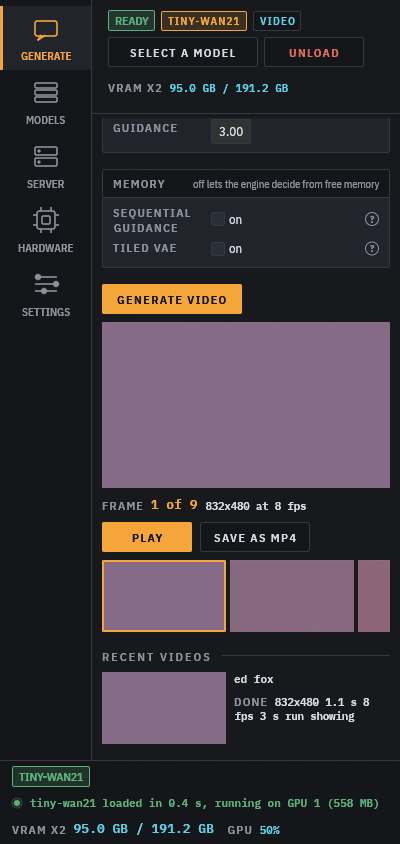 READY TINY-WAN21 VIDEO
SELECT A MODEL UNLOAD
VRAM X2 95.0 GB / 191.2 GB
GENERATE
MODELS
SERVER
HARDWARE
SETTINGS
GUIDANCE 3.00
MEMORY off lets the engine decide from free memory
SEQUENTIAL
GUIDANCE on ?
TILED VAE on ?
GENERATE VIDEO
FRAME 1 of 9 832x480 at 8 fps
PLAY SAVE AS MP4
RECENT VIDEOS
ed fox
DONE 832x480 1.1 s 8
fps 3 s run showing
TINY-WAN21
tiny-wan21 loaded in 0.4 s, running on GPU 1 (558 MB)
VRAM X2 95.0 GB / 191.2 GB GPU 50%